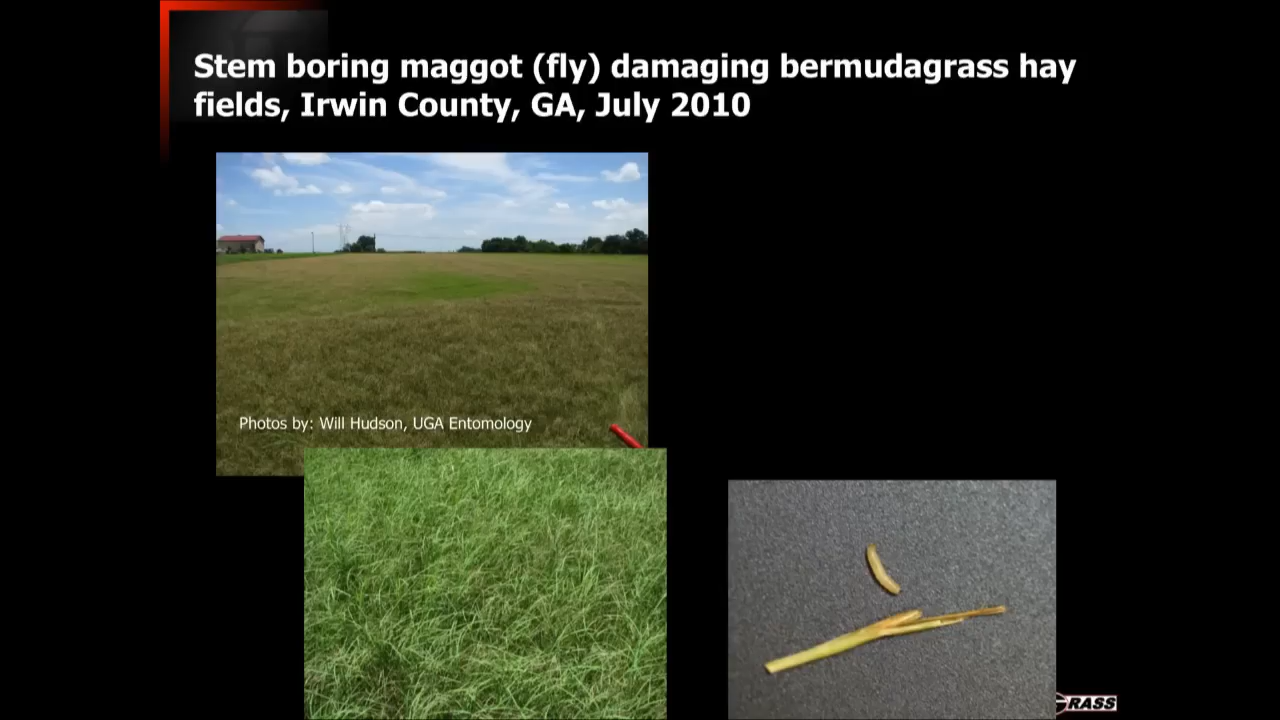 Stem boring maggot (fly) damaging bermudagrass hay
fields, Irwin County, GA, July 2010
Photos by: Will Hudson, UGA Entomology
GRASS